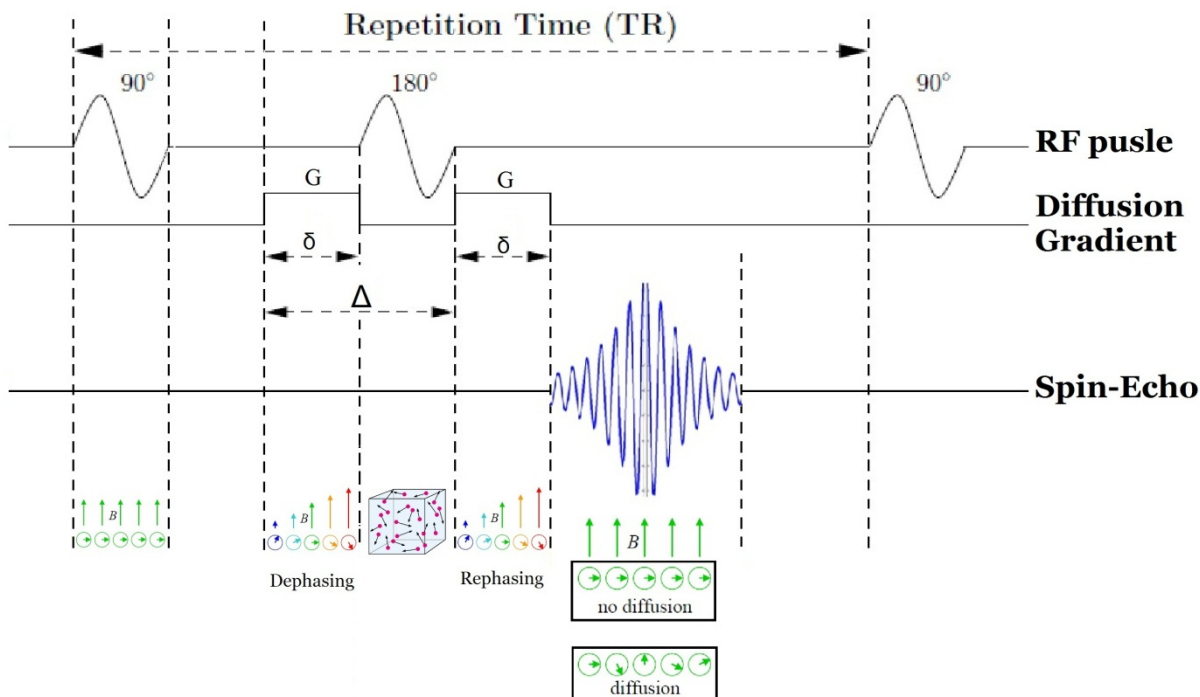 Repetition Time (TR)
90°
180°
90°
RF pusle
G
G
Diffusion
Gradient
δ
δ
Δ
Spin-Echo
B
B
B
B
Dephasing
Rephasing
no diffusion
diffusion